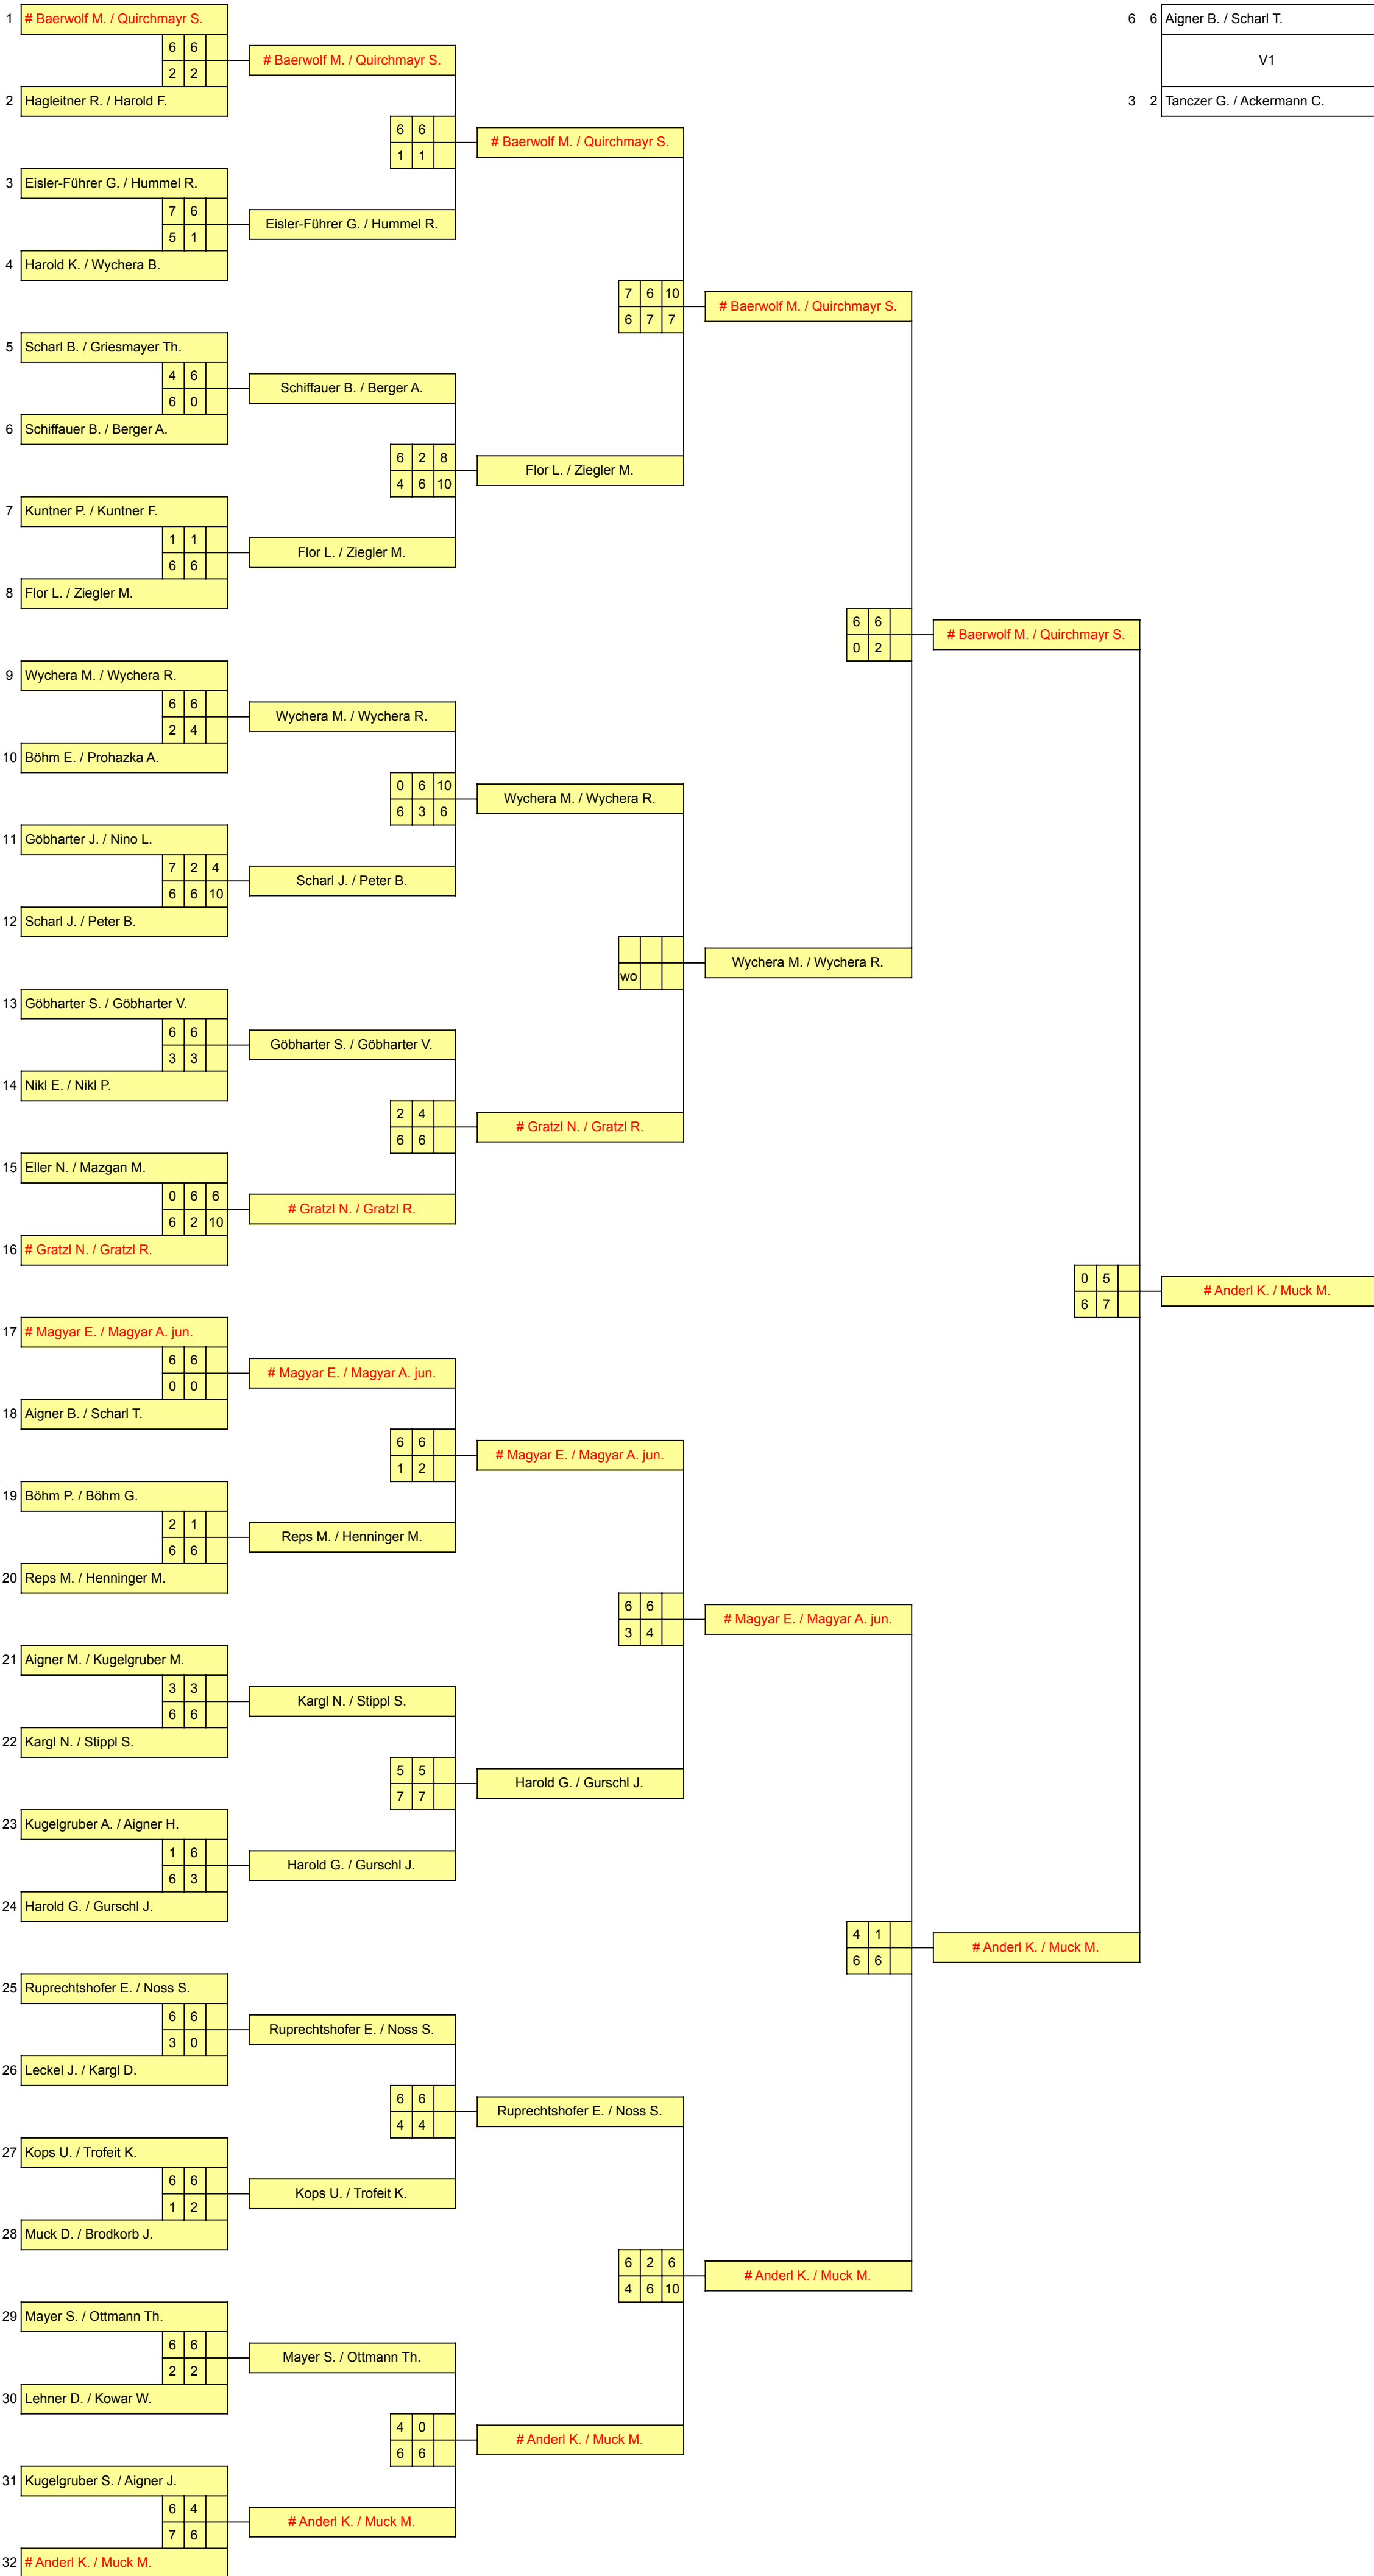 1 # Baerwolf M. / Quirchmayr S.
6 6 Aigner B. / Scharl T.
6 6
# Baerwolf M. / Quirchmayr S.
V1
2 2
2 Hagleitner R. / Harold F.
3 2 Tanczer G. / Ackermann C.
6 6
# Baerwolf M. / Quirchmayr S.
1 1
3 Eisler-Führer G. / Hummel R.
7 6
Eisler-Führer G. / Hummel R.
5 1
4 Harold K. / Wychera B.
7 6 10
# Baerwolf M. / Quirchmayr S.
6 7 7
5 Scharl B. / Griesmayer Th.
4 6
Schiffauer B. / Berger A.
6 0
6 Schiffauer B. / Berger A.
6 2 8
Flor L. / Ziegler M.
4 6 10
7 Kuntner P. / Kuntner F.
1 1
Flor L. / Ziegler M.
6 6
8 Flor L. / Ziegler M.
6 6
# Baerwolf M. / Quirchmayr S.
0 2
9 Wychera M. / Wychera R.
6 6
Wychera M. / Wychera R.
2 4
10 Böhm E. / Prohazka A.
0 6 10
Wychera M. / Wychera R.
6 3 6
11 Göbharter J. / Nino L.
7 2 4
Scharl J. / Peter B.
6 6 10
12 Scharl J. / Peter B.
Wychera M. / Wychera R.
wo
13 Göbharter S. / Göbharter V.
6 6
Göbharter S. / Göbharter V.
3 3
14 Nikl E. / Nikl P.
2 4
# Gratzl N. / Gratzl R.
6 6
15 Eller N. / Mazgan M.
0 6 6
# Gratzl N. / Gratzl R.
6 2 10
16 # Gratzl N. / Gratzl R.
0 5
# Anderl K. / Muck M.
6 7
17 # Magyar E. / Magyar A. jun.
6 6
# Magyar E. / Magyar A. jun.
0 0
18 Aigner B. / Scharl T.
6 6
# Magyar E. / Magyar A. jun.
1 2
19 Böhm P. / Böhm G.
2 1
Reps M. / Henninger M.
6 6
20 Reps M. / Henninger M.
6 6
# Magyar E. / Magyar A. jun.
3 4
21 Aigner M. / Kugelgruber M.
3 3
Kargl N. / Stippl S.
6 6
22 Kargl N. / Stippl S.
5 5
Harold G. / Gurschl J.
7 7
23 Kugelgruber A. / Aigner H.
1 6
Harold G. / Gurschl J.
6 3
24 Harold G. / Gurschl J.
4 1
# Anderl K. / Muck M.
6 6
25 Ruprechtshofer E. / Noss S.
6 6
Ruprechtshofer E. / Noss S.
3 0
26 Leckel J. / Kargl D.
6 6
Ruprechtshofer E. / Noss S.
4 4
27 Kops U. / Trofeit K.
6 6
Kops U. / Trofeit K.
1 2
28 Muck D. / Brodkorb J.
6 2 6
# Anderl K. / Muck M.
4 6 10
29 Mayer S. / Ottmann Th.
6 6
Mayer S. / Ottmann Th.
2 2
30 Lehner D. / Kowar W.
4 0
# Anderl K. / Muck M.
6 6
31 Kugelgruber S. / Aigner J.
6 4
# Anderl K. / Muck M.
7 6
32 # Anderl K. / Muck M.